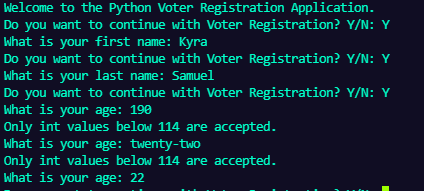 Welcome to the Python Voter Registration Application.
Do you want to continue with Voter Registration? Y/N: Y
What is your first name: Kyra
Do you want to continue with Voter Registration? Y/N: Y
What is your last name: Samuel
Do you want to continue with Voter Registration? Y/N: Y
What is your age: 190
Only int values below 114 are accepted.
What is your age: twenty-two
Only int values below 114 are accepted.
What is your age: 22